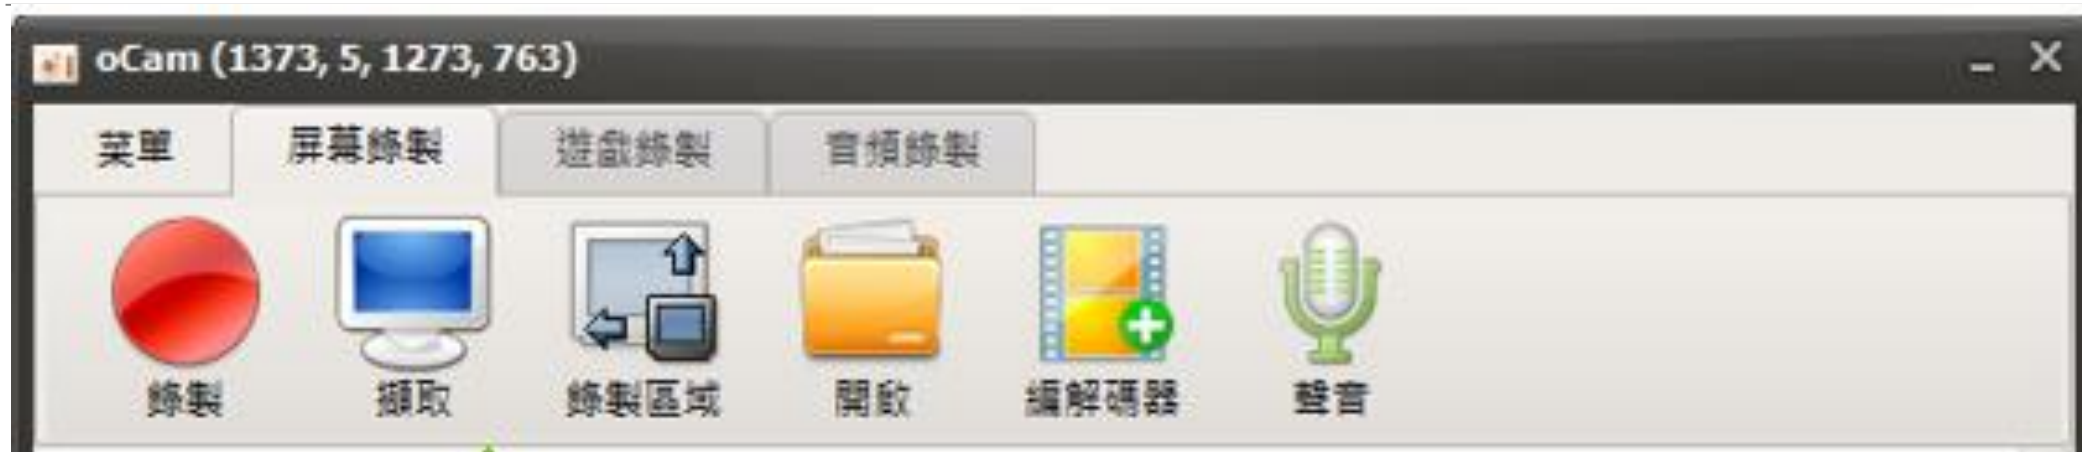 oCam (1373, 5, 1273, 763)
菜單 屏幕錄製 遊戲錄製 音頻錄製
錄製 擷取 錄製區域 開啟 編解碼器 聲音